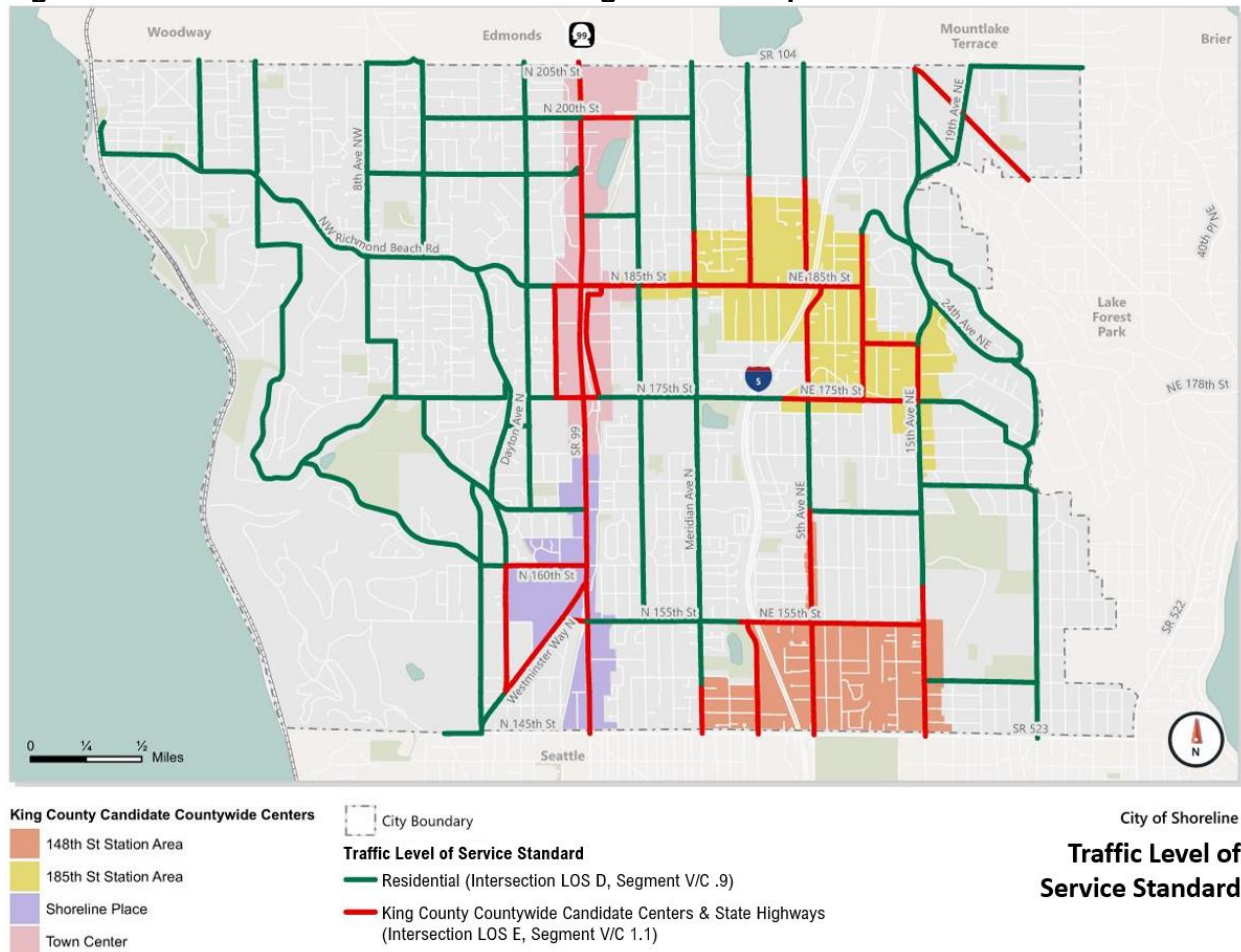 Woodway
Edmonds
99
Mountlake
Terrace
Brier
SR 104
N 205th St
N 200th St
19th Ave NE
8th Ave NW
40th Pl NE
NW Richmond Beach Rd
N 185th St
NE 185th St
Lake
Forest
Park
24th Ave NE
5
N 175th St
NE 175th St
NE 178th St
Dayton Ave N
SR 99
15th Ave NE
Meridian Ave N
5th Ave NE
N 160th St
N 155th St
NE 155th St
SR 522
Westminster Way N
N 145th St
SR 523
Seattle
0 ¼ ½
Miles
N
King County Candidate Countywide Centers
148th St Station Area
185th St Station Area
Shoreline Place
Town Center
City Boundary
Traffic Level of Service Standard
Residential (Intersection LOS D, Segment V/C .9)
King County Countywide Candidate Centers & State Highways
(Intersection LOS E, Segment V/C 1.1)
City of Shoreline
Traffic Level of
Service Standard